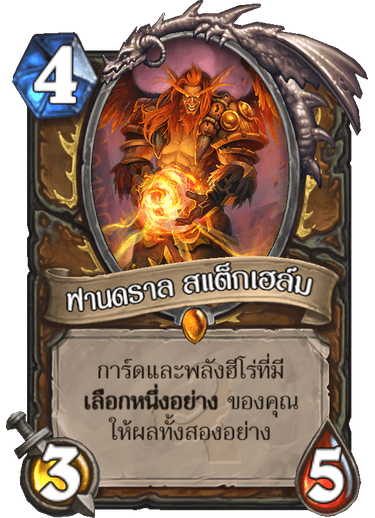 4
ฟานดราล สแต็กเฮล์ม
การ์ดและพลังฮีโร่ที่มี
เลือกหนึ่งอย่าง ของคุณ
ให้ผลทั้งสองอย่าง
3
5